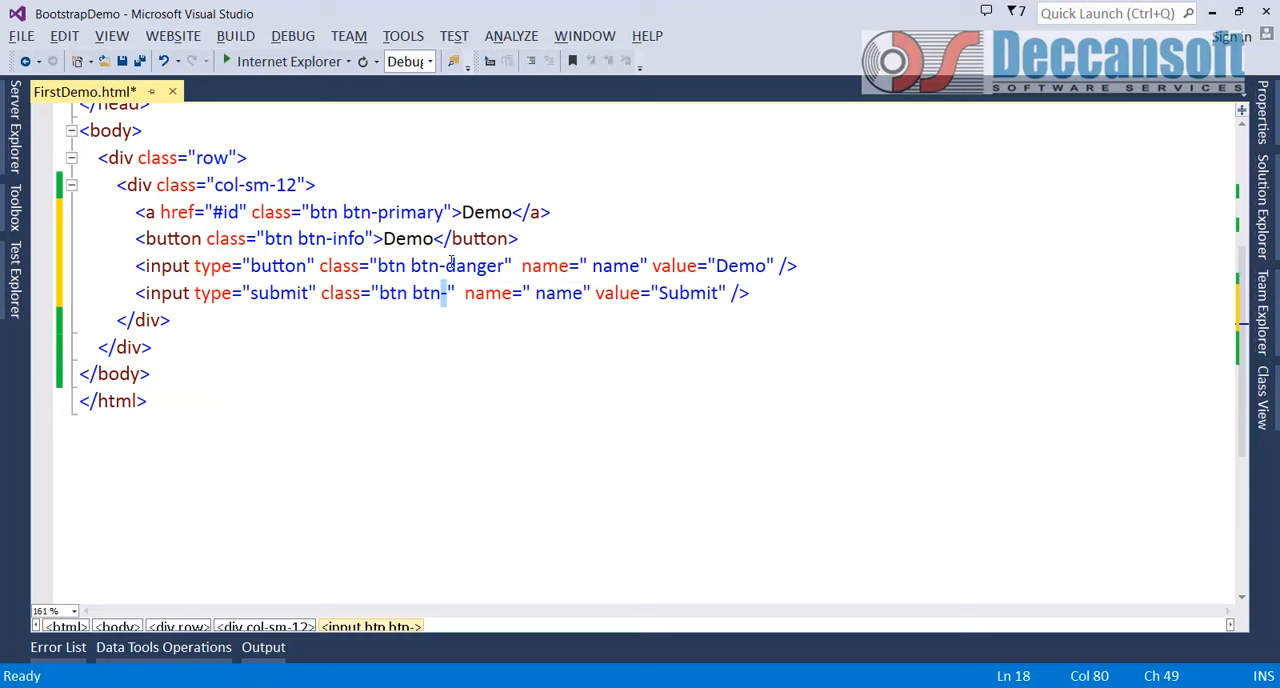 BootstrapDemo - Microsoft Visual Studio
7
Quick Launch (Ctrl+Q)
FILE EDIT VIEW WEBSITE BUILD DEBUG TEAM TOOLS TEST ANALYZE WINDOW HELP
Sign in
Internet Explorer
Debug
Deccansoft
SOFTWARE SERVICES
FirstDemo.html*
Server Explorer
Toolbox
Test Explorer
</head>
<body>
<div class="row">
<div class="col-sm-12">
<a href="#id" class="btn btn-primary">Demo</a>
<button class="btn btn-info">Demo</button>
<input type="button" class="btn btn-danger"  name=" name" value="Demo" />
<input type="submit" class="btn btn-"  name=" name" value="Submit" />
</div>
</div>
</body>
</html>
Properties
Solution Explorer
Team Explorer
Class View
161 %
<html> <body> <div row> <div col-sm-12> <input btn btn->
Error List Data Tools Operations Output
Ready
Ln 18
Col 80
Ch 49
INS